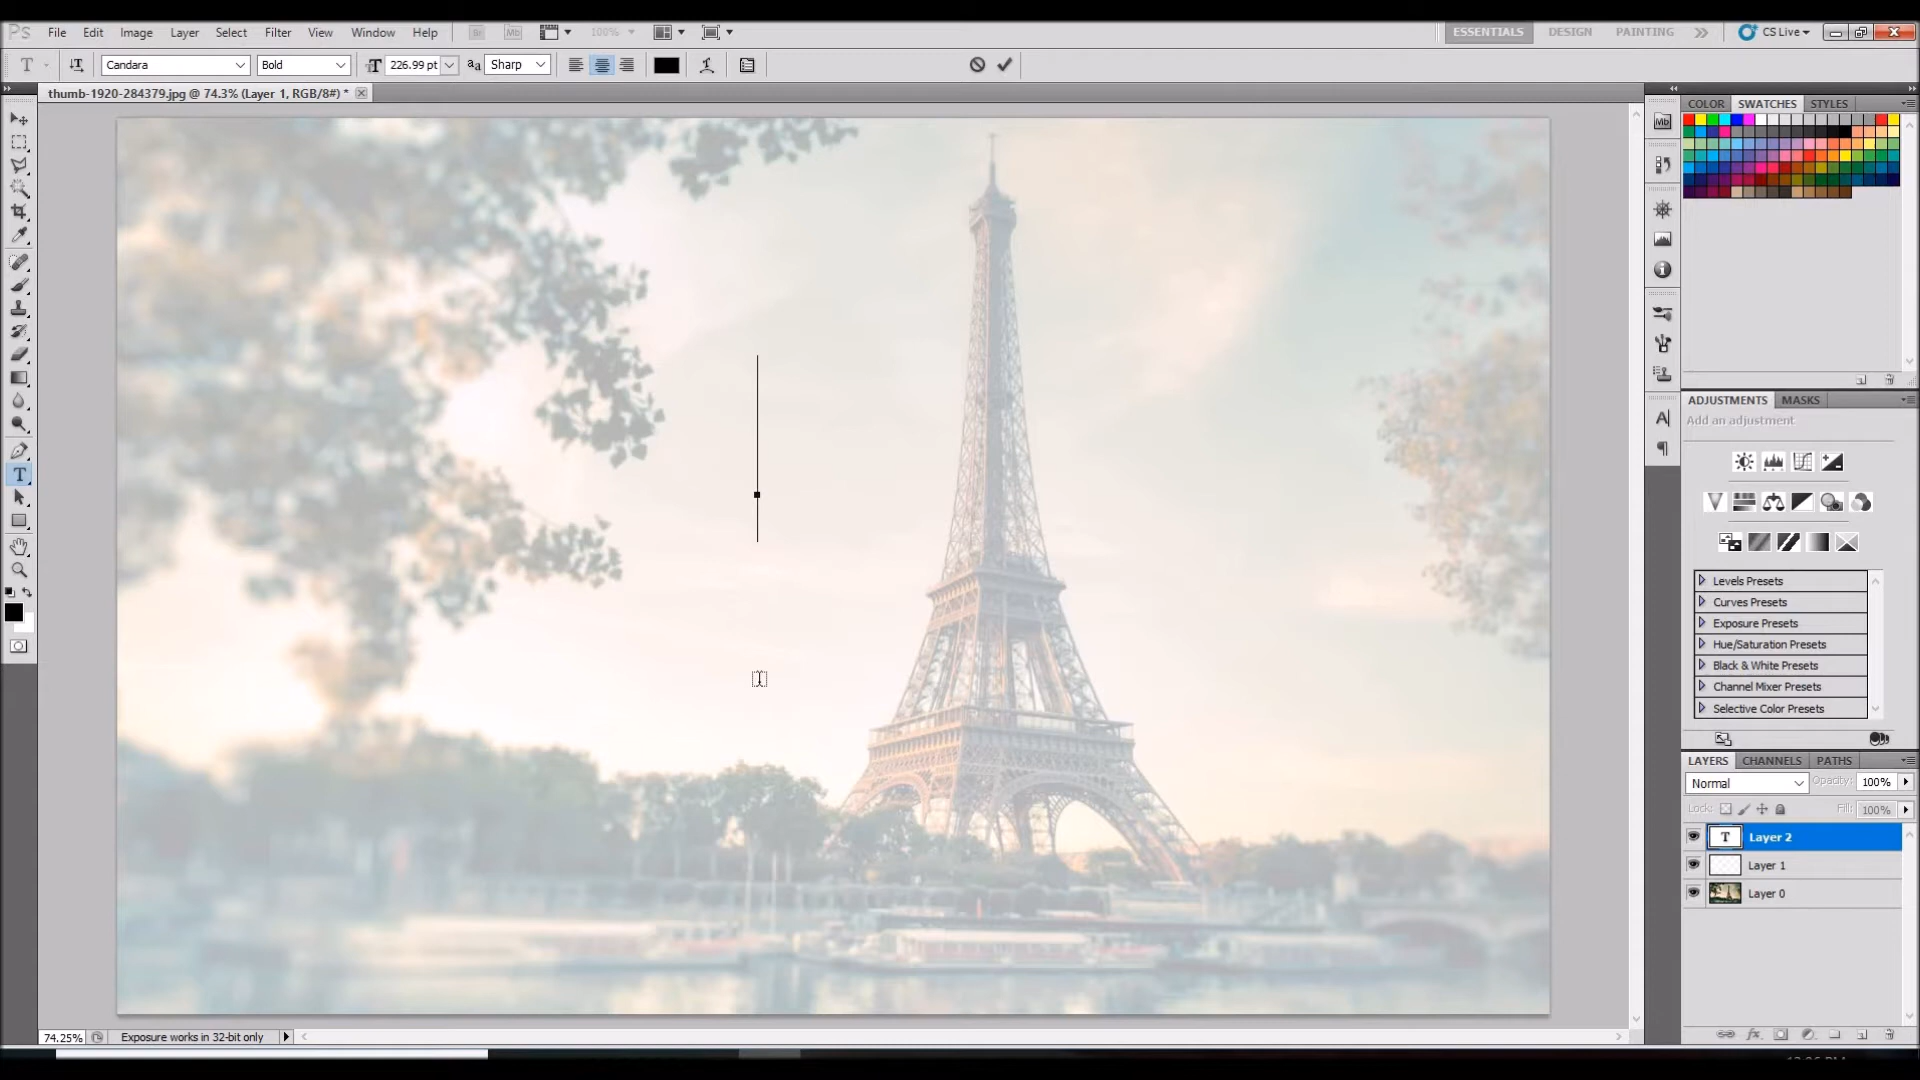 Ps File Edit Image Layer Select Filter View Window Help Br Mb 100% ESSENTIALS DESIGN PAINTING CS Live
T Candara Bold 226.99 pt Sharp
thumb-1920-284379.jpg @ 74.3% (Layer 1, RGB/8#) *
COLOR SWATCHES STYLES
Mb
ADJUSTMENTS MASKS
Add an adjustment
Levels Presets
Curves Presets
Exposure Presets
Hue/Saturation Presets
Black & White Presets
Channel Mixer Presets
Selective Color Presets
LAYERS CHANNELS PATHS
Normal Opacity: 100%
Lock: Fill: 100%
T Layer 2
Layer 1
Layer 0
74.25% Exposure works in 32-bit only